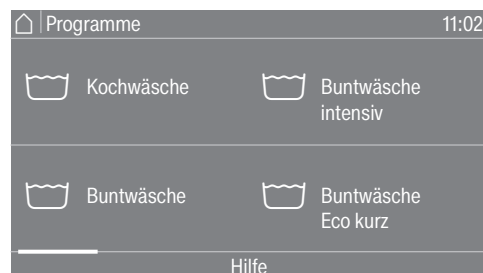 Programme 11:02
Kochwäsche
Buntwäsche
intensiv
Buntwäsche
Buntwäsche
Eco kurz
Hilfe